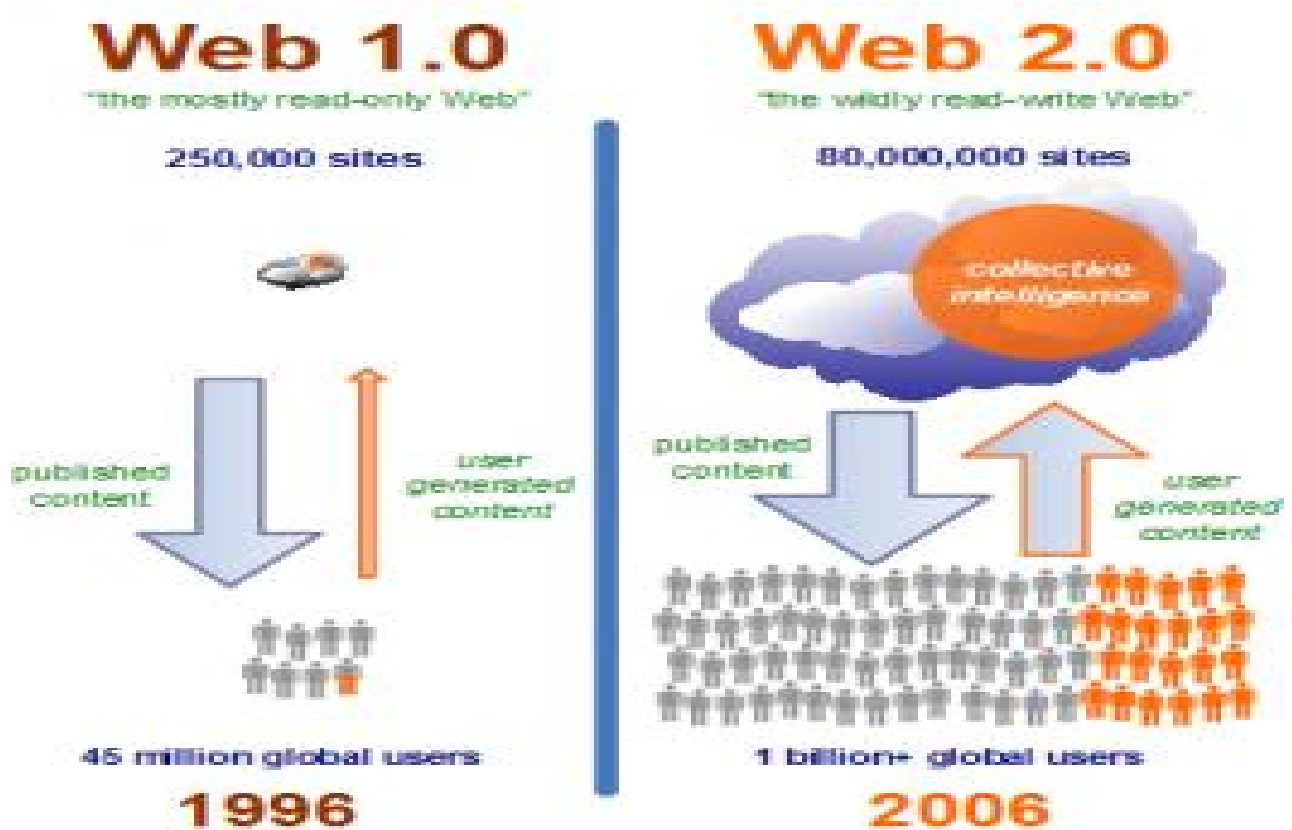 Web 1.0
"the mostly read-only Web"
250,000 sites
published
content
user
generated
content
45 million global users
1996
Web 2.0
"the wildly read-write Web"
80,000,000 sites
collective
intelligence
published
content
user
generated
content
1 billion+ global users
2006